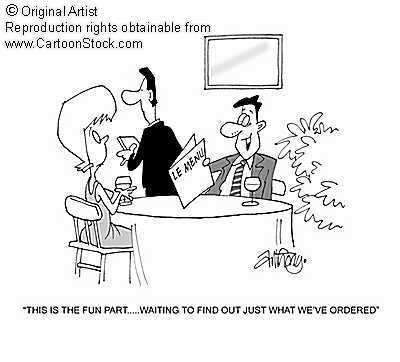 © Original Artist
Reproduction rights obtainable from
www.CartoonStock.com
LE MENU
"THIS IS THE FUN PART.....WAITING TO FIND OUT JUST WHAT WE'VE ORDERED"